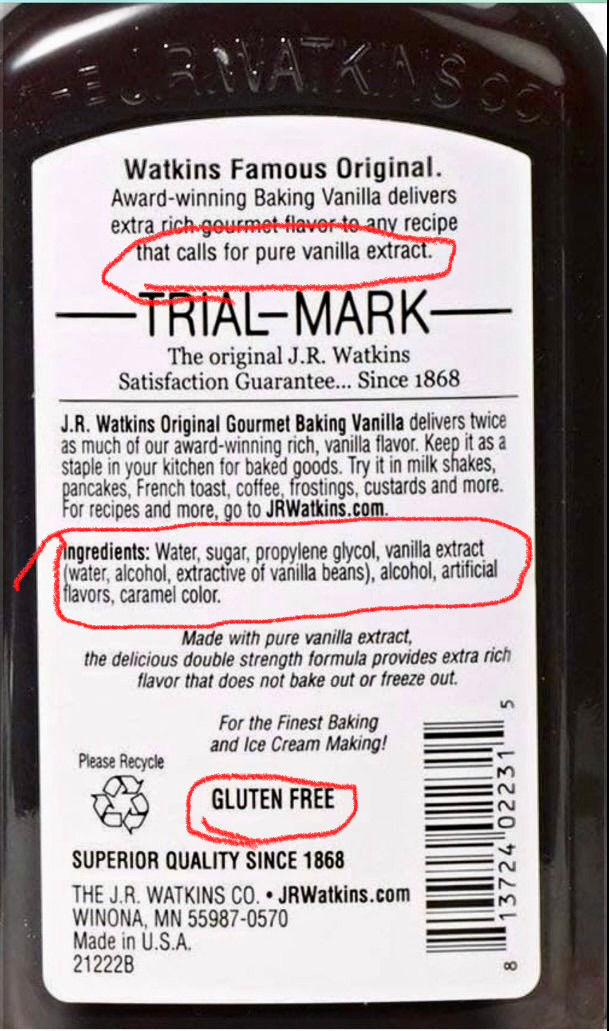 THE J.R.WATKINS CO.
Watkins Famous Original.
Award-winning Baking Vanilla delivers
extra rich gourmet flavor to any recipe
that calls for pure vanilla extract.
TRIAL-MARK
The original J.R. Watkins
Satisfaction Guarantee... Since 1868
J.R. Watkins Original Gourmet Baking Vanilla delivers twice
as much of our award-winning rich, vanilla flavor. Keep it as a
staple in your kitchen for baked goods. Try it in milk shakes,
pancakes, French toast, coffee, frostings, custards and more.
For recipes and more, go to JRWatkins.com.
Ingredients: Water, sugar, propylene glycol, vanilla extract
(water, alcohol, extractive of vanilla beans), alcohol, artificial
flavors, caramel color.
Made with pure vanilla extract,
the delicious double strength formula provides extra rich
flavor that does not bake out or freeze out.
For the Finest Baking
and Ice Cream Making!
Please Recycle
GLUTEN FREE
SUPERIOR QUALITY SINCE 1868
THE J.R. WATKINS CO. • JRWatkins.com
WINONA, MN 55987-0570
Made in U.S.A.
21222B
8 13724 02231 5